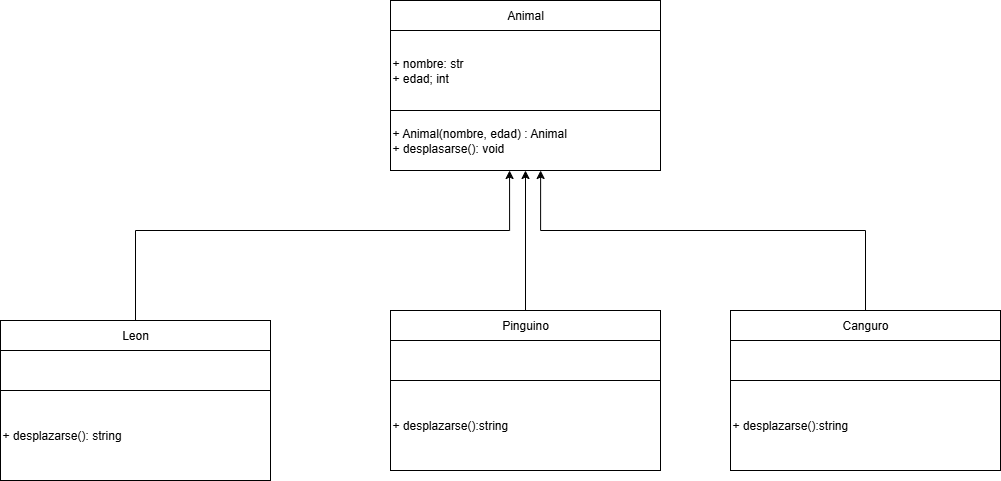 Animal
+ nombre: str
+ edad; int
+ Animal(nombre, edad) : Animal
+ desplasarse(): void
Leon
+ desplazarse(): string
Pinguino
+ desplazarse():string
Canguro
+ desplazarse():string